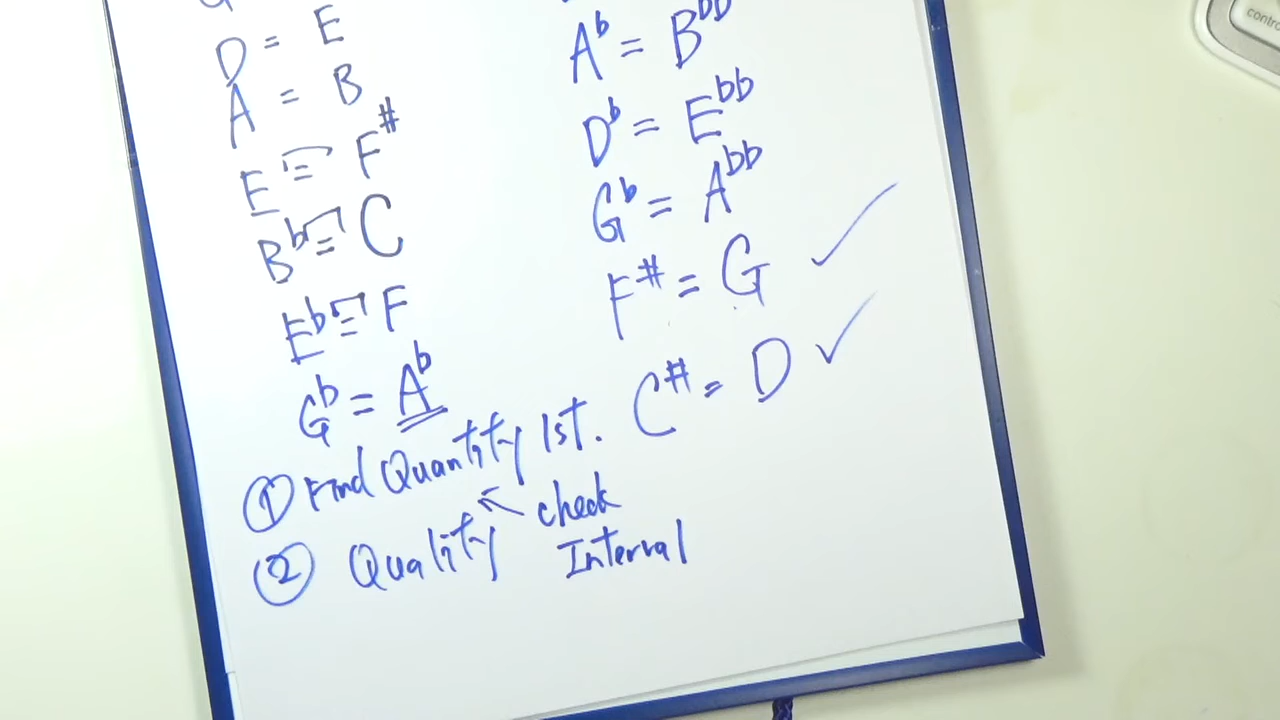 D = E
A = B
E = F#
Bb = C
Eb = F
Gb = Ab
Ab = Bbb
Db = Ebb
Gb = Abb
F# = G ✓
C# = D ✓
① Find Quantity 1st.
② Quality ↖ check
Interval